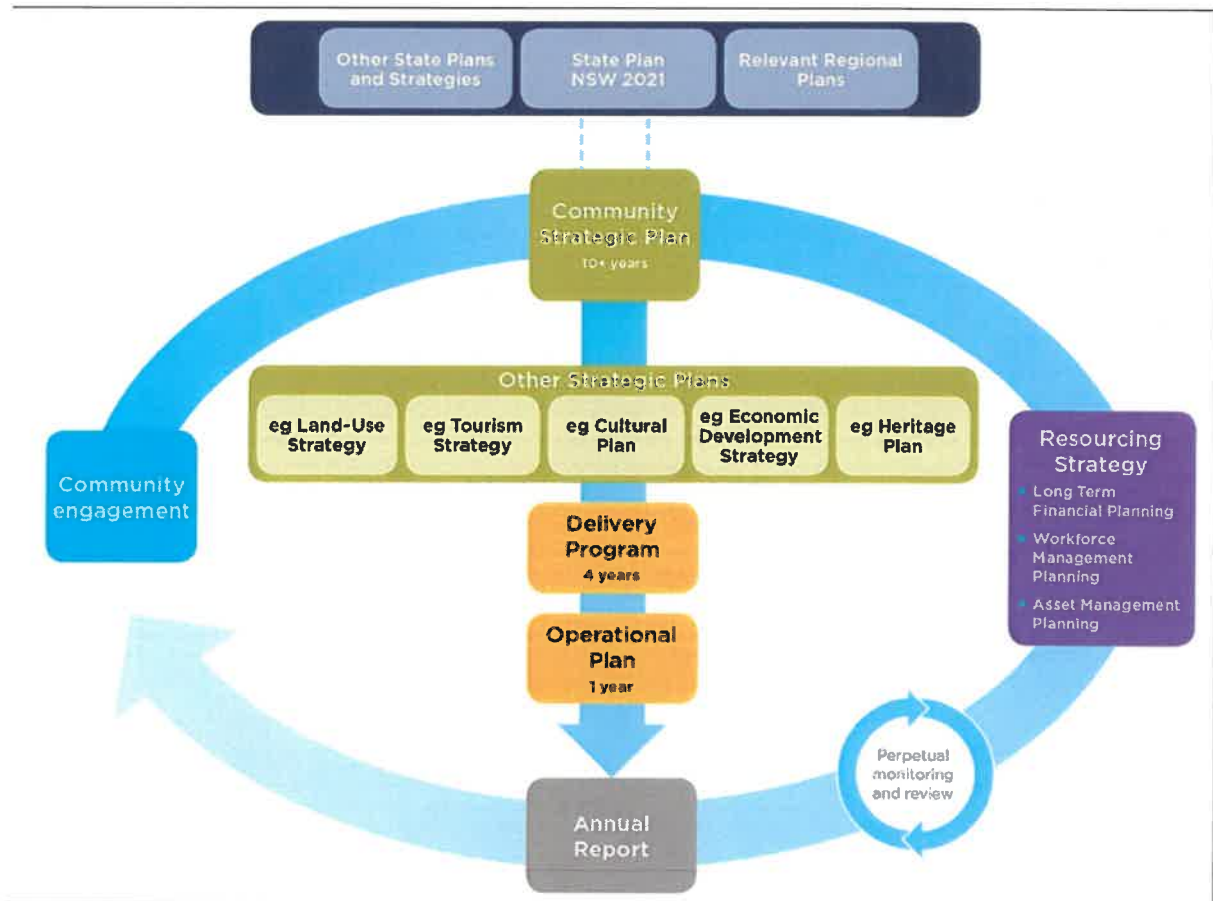 Other State Plans
and Strategies
State Plan
NSW 2021
Relevant Regional
Plans
Community
Strategic Plan
10+ years
Other Strategic Plans
eg Land-Use
Strategy
eg Tourism
Strategy
eg Cultural
Plan
eg Economic
Development
Strategy
eg Heritage
Plan
Community
engagement
Resourcing
Strategy
• Long Term
Financial Planning
• Workforce
Management
Planning
• Asset Management
Planning
Delivery
Program
4 years
Operational
Plan
1 year
Perpetual
monitoring
and review
Annual
Report